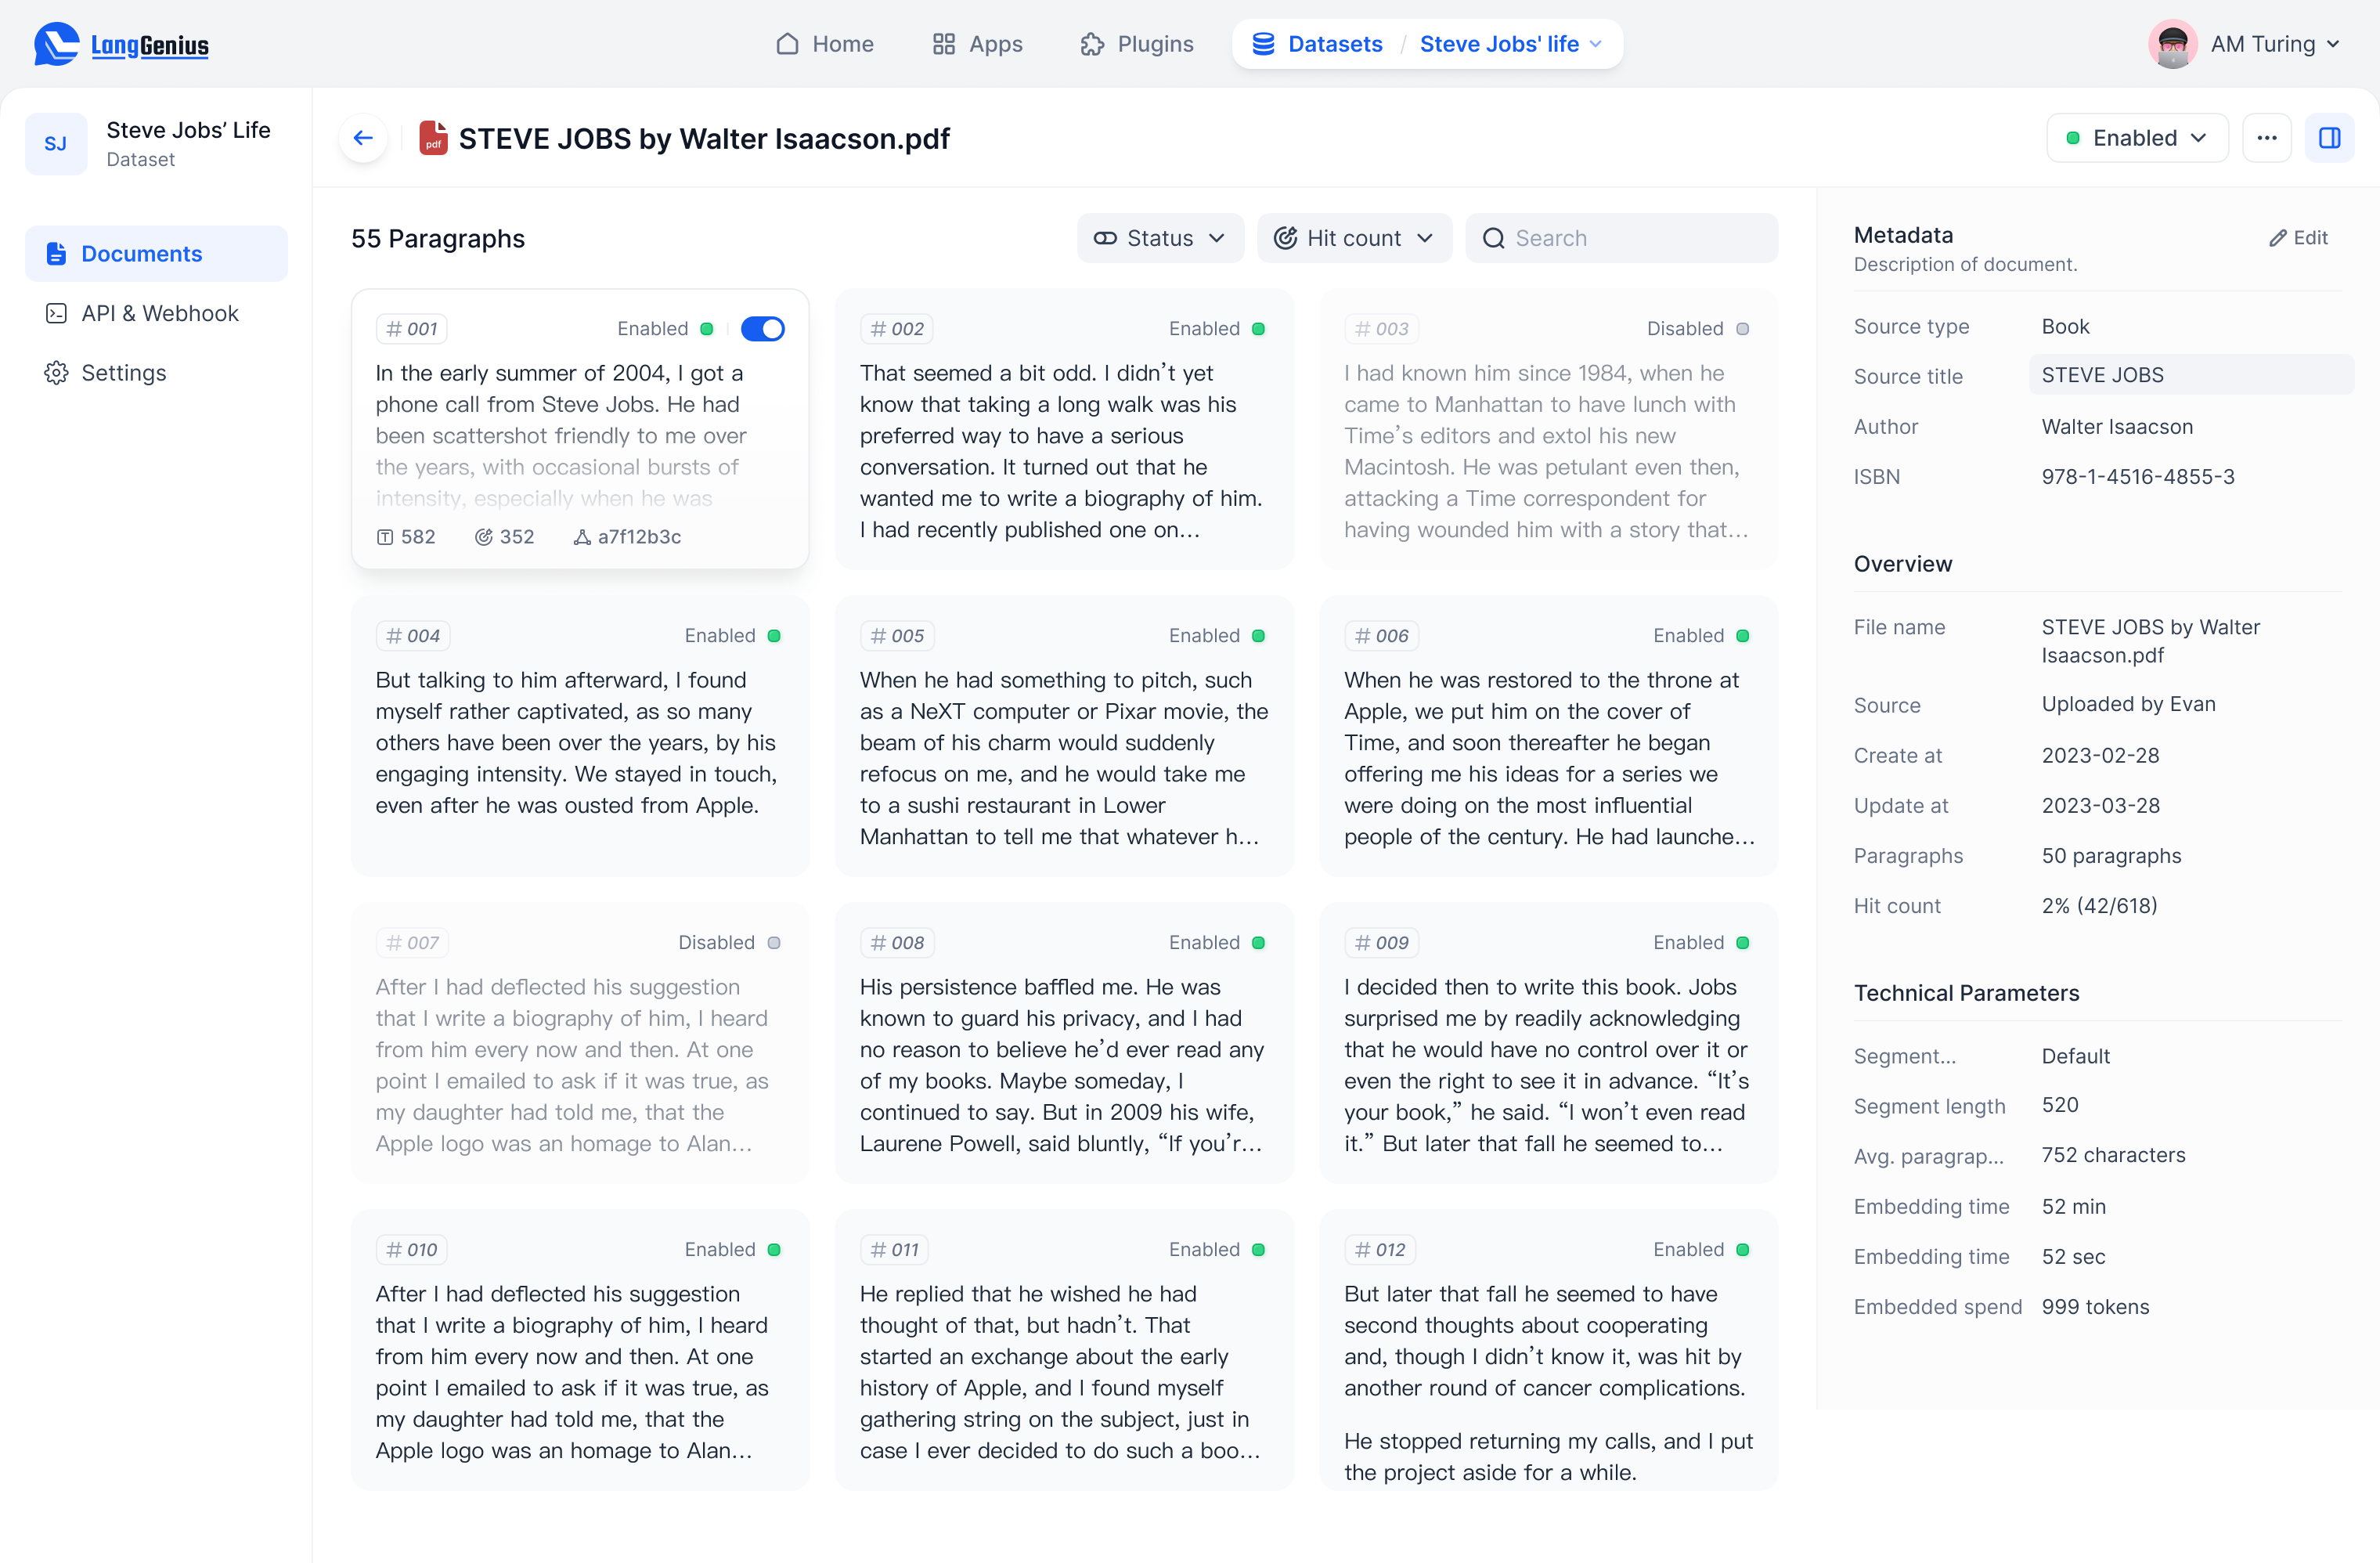 LangGenius
Home
Apps
Plugins
Datasets / Steve Jobs' life
AM Turing
SJ
Steve Jobs’ Life
Dataset
Documents
API & Webhook
Settings
pdf
STEVE JOBS by Walter Isaacson.pdf
Enabled
55 Paragraphs
Status
Hit count
Search
# 001
Enabled
In the early summer of 2004, I got a
phone call from Steve Jobs. He had
been scattershot friendly to me over
the years, with occasional bursts of
intensity, especially when he was
582
352
a7f12b3c
# 002
Enabled
That seemed a bit odd. I didn’t yet
know that taking a long walk was his
preferred way to have a serious
conversation. It turned out that he
wanted me to write a biography of him.
I had recently published one on...
# 003
Disabled
I had known him since 1984, when he
came to Manhattan to have lunch with
Time’s editors and extol his new
Macintosh. He was petulant even then,
attacking a Time correspondent for
having wounded him with a story that...
# 004
Enabled
But talking to him afterward, I found
myself rather captivated, as so many
others have been over the years, by his
engaging intensity. We stayed in touch,
even after he was ousted from Apple.
# 005
Enabled
When he had something to pitch, such
as a NeXT computer or Pixar movie, the
beam of his charm would suddenly
refocus on me, and he would take me
to a sushi restaurant in Lower
Manhattan to tell me that whatever h...
# 006
Enabled
When he was restored to the throne at
Apple, we put him on the cover of
Time, and soon thereafter he began
offering me his ideas for a series we
were doing on the most influential
people of the century. He had launche...
# 007
Disabled
After I had deflected his suggestion
that I write a biography of him, I heard
from him every now and then. At one
point I emailed to ask if it was true, as
my daughter had told me, that the
Apple logo was an homage to Alan...
# 008
Enabled
His persistence baffled me. He was
known to guard his privacy, and I had
no reason to believe he’d ever read any
of my books. Maybe someday, I
continued to say. But in 2009 his wife,
Laurene Powell, said bluntly, “If you’r...
# 009
Enabled
I decided then to write this book. Jobs
surprised me by readily acknowledging
that he would have no control over it or
even the right to see it in advance. “It’s
your book,” he said. “I won’t even read
it.” But later that fall he seemed to...
# 010
Enabled
After I had deflected his suggestion
that I write a biography of him, I heard
from him every now and then. At one
point I emailed to ask if it was true, as
my daughter had told me, that the
Apple logo was an homage to Alan...
# 011
Enabled
He replied that he wished he had
thought of that, but hadn’t. That
started an exchange about the early
history of Apple, and I found myself
gathering string on the subject, just in
case I ever decided to do such a boo...
# 012
Enabled
But later that fall he seemed to have
second thoughts about cooperating
and, though I didn’t know it, was hit by
another round of cancer complications.
He stopped returning my calls, and I put
the project aside for a while.
Metadata
Edit
Description of document.
Source type Book
Source title STEVE JOBS
Author Walter Isaacson
ISBN 978-1-4516-4855-3
Overview
File name STEVE JOBS by Walter
Isaacson.pdf
Source Uploaded by Evan
Create at 2023-02-28
Update at 2023-03-28
Paragraphs 50 paragraphs
Hit count 2% (42/618)
Technical Parameters
Segment... Default
Segment length 520
Avg. paragrap... 752 characters
Embedding time 52 min
Embedding time 52 sec
Embedded spend 999 tokens